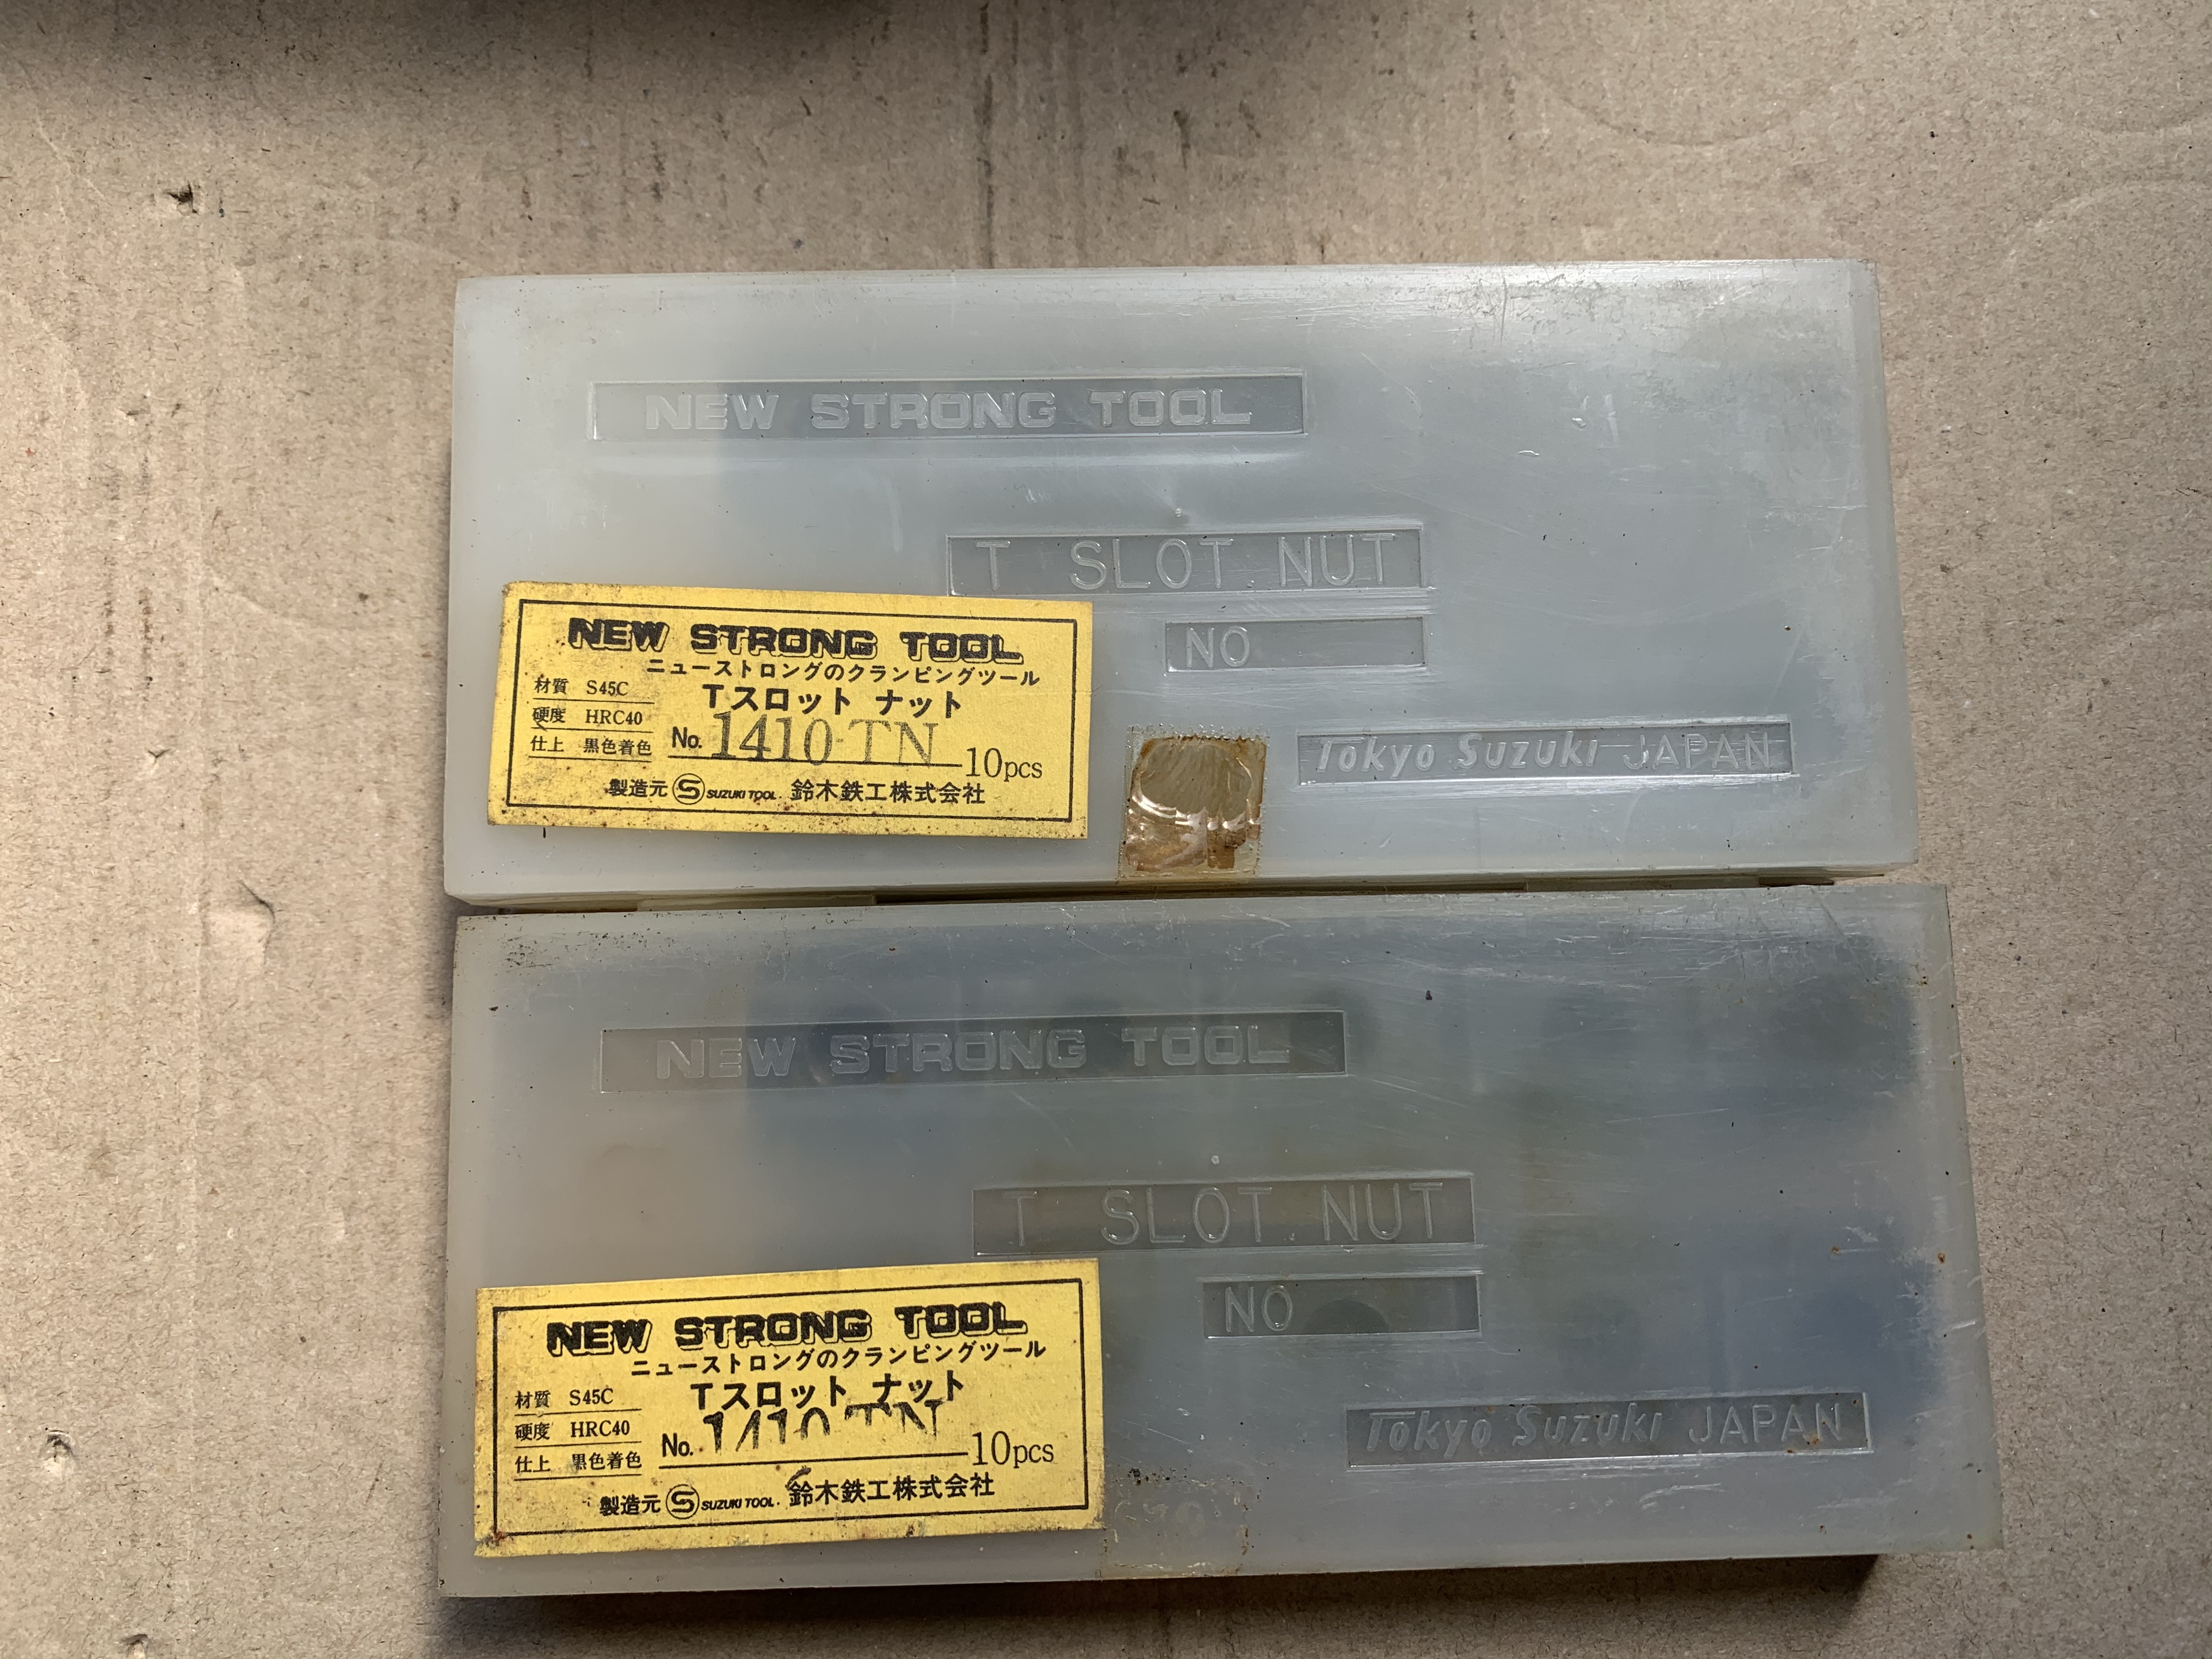 NEW STRONG TOOL
T SLOT NUT
NO
Tokyo Suzuki JAPAN
NEW STRONG TOOL
ニューストロングのクランピングツール
Tスロット ナット
材質 S45C
硬度 HRC40
仕上 黒色着色
No. 1410 TN 10pcs
製造元 S SUZUKI TOOL. 鈴木鉄工株式会社
NEW STRONG TOOL
T SLOT NUT
NO
Tokyo Suzuki JAPAN
NEW STRONG TOOL
ニューストロングのクランピングツール
Tスロット ナット
材質 S45C
硬度 HRC40
仕上 黒色着色
No. 1410 TN 10pcs
製造元 S SUZUKI TOOL. 鈴木鉄工株式会社